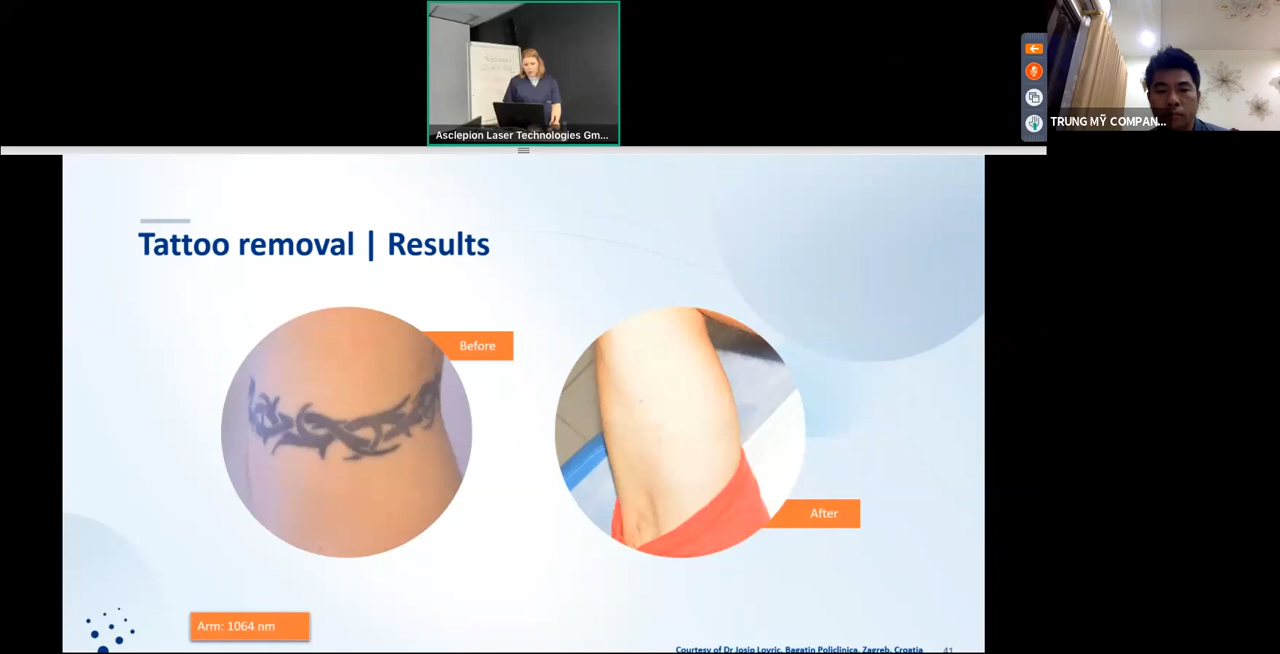 Asclepion Laser Technologies Gm...
TRUNG MỸ COMPAN...
Tattoo removal | Results
Before
After
Arm: 1064 nm
Courtesy of Dr Josip Lovric, Bagatin Policlinica, Zagreb, Croatia
41